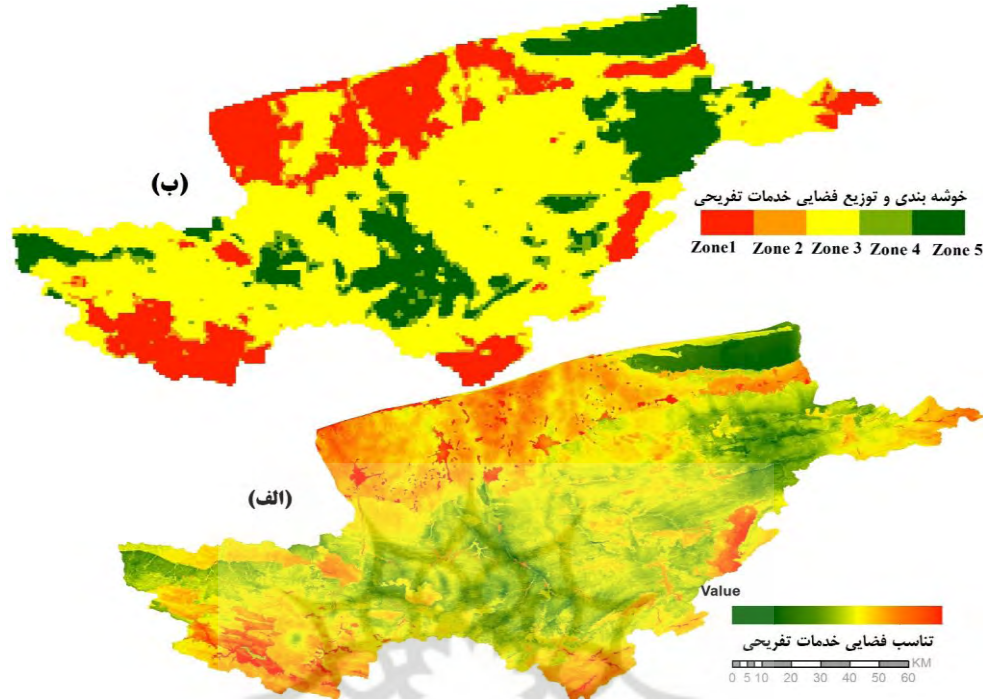 (ب)
خوشه بندی و توزیع فضایی خدمات تفریحی
Zone1 Zone 2 Zone 3 Zone 4 Zone 5
(الف)
Value
تناسب فضایی خدمات تفریحی
KM
0 5 10 20 30 40 50 60